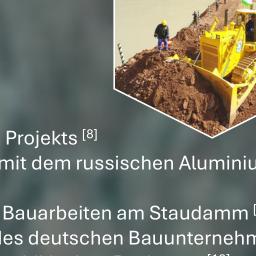 Projekts [8]
mit dem russischen Aluminiu
Bauarbeiten am Staudamm [
des deutschen Bauunternehm